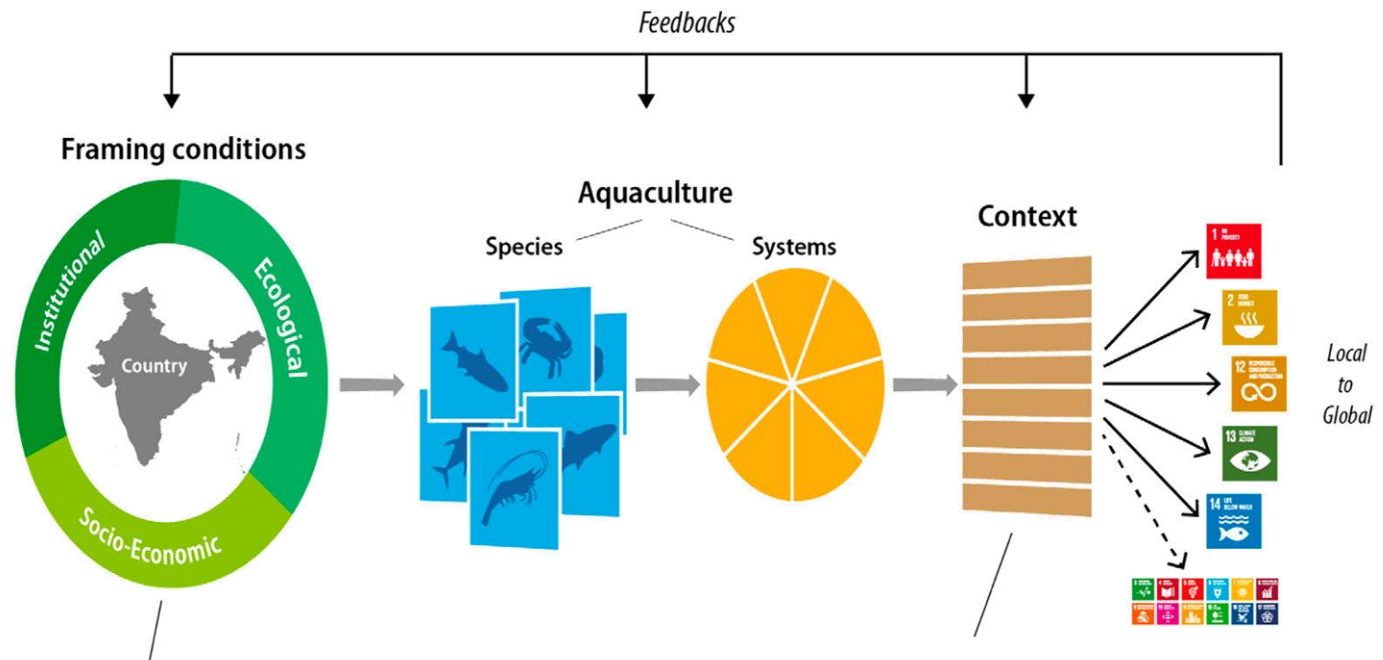 Feedbacks
Framing conditions
Institutional
Ecological
Socio-Economic
Country
Aquaculture
Species
Systems
Context
1 NO
POVERTY
2 ZERO
HUNGER
12 RESPONSIBLE
CONSUMPTION
AND PRODUCTION
13 CLIMATE
ACTION
14 LIFE
BELOW WATER
Local
to
Global